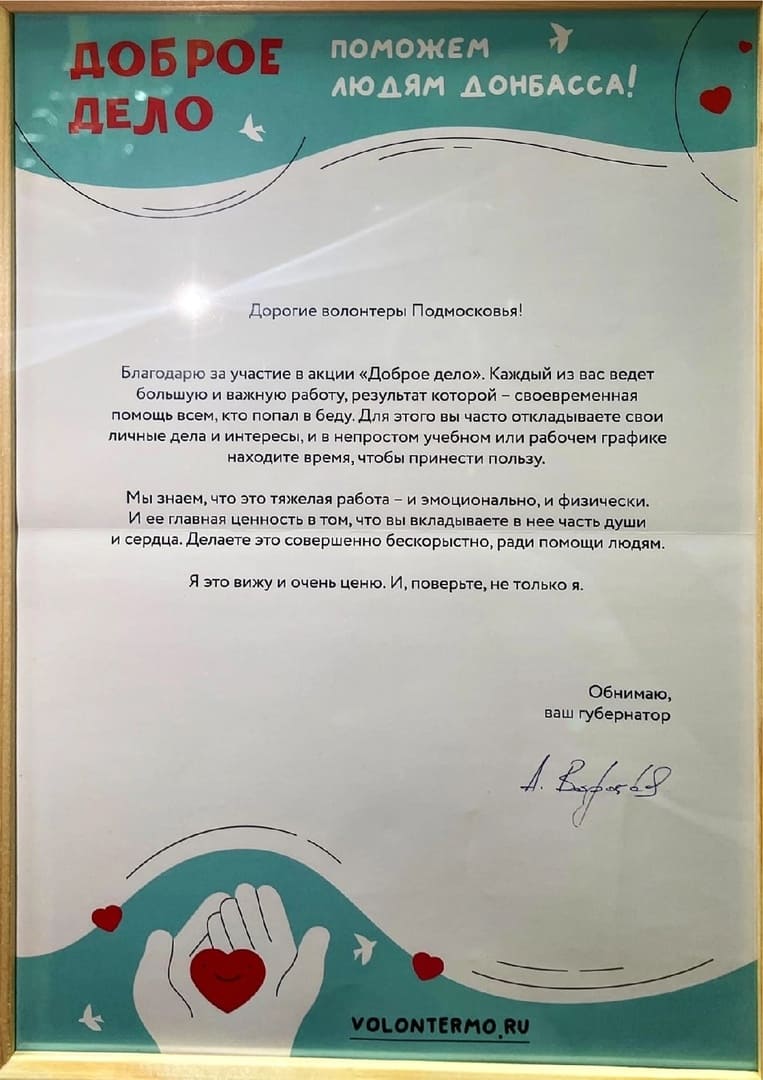 ДОБРОЕ
ДЕЛО
ПОМОЖЕМ
ЛЮДЯМ ДОНБАССА!
Дорогие волонтеры Подмосковья!
Благодарю за участие в акции «Доброе дело». Каждый из вас ведет
большую и важную работу, результат которой – своевременная
помощь всем, кто попал в беду. Для этого вы часто откладываете свои
личные дела и интересы, и в непростом учебном или рабочем графике
находите время, чтобы принести пользу.
Мы знаем, что это тяжелая работа – и эмоционально, и физически.
И ее главная ценность в том, что вы вкладываете в нее часть души
и сердца. Делаете это совершенно бескорыстно, ради помощи людям.
Я это вижу и очень ценю. И, поверьте, не только я.
Обнимаю,
ваш губернатор
VOLONTERMO.RU